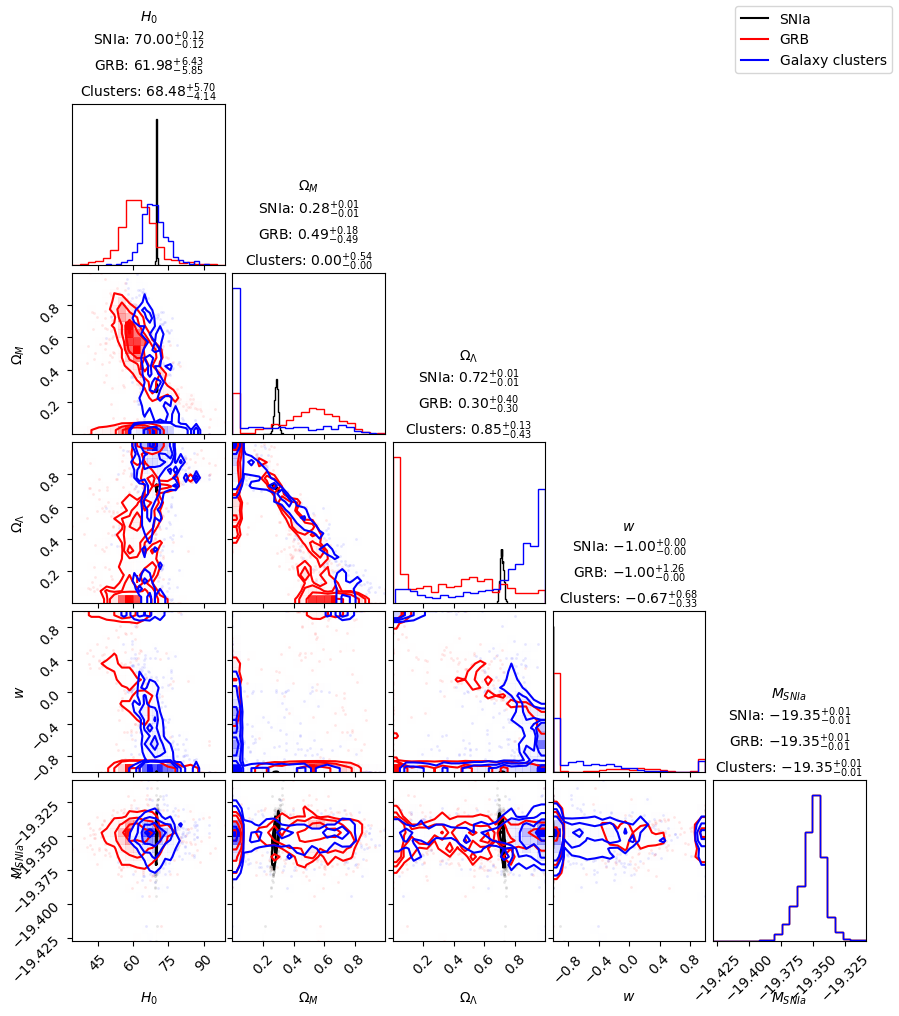 SNIa
GRB
Galaxy clusters
H₀
SNIa: 70.00⁺⁰·¹²₋₀.₁₂
GRB: 61.98⁺⁶·⁴³₋₅.₈₅
Clusters: 68.48⁺⁵·⁷⁰₋₄.₁₄
Ω_M
SNIa: 0.28⁺⁰·⁰¹₋₀.₀₁
GRB: 0.49⁺⁰·¹⁸₋₀.₄₉
Clusters: 0.00⁺⁰·⁵⁴₋₀.₀₀
Ω_Λ
SNIa: 0.72⁺⁰·⁰¹₋₀.₀₁
GRB: 0.30⁺⁰·⁴⁰₋₀.₃₀
Clusters: 0.85⁺⁰·¹³₋₀.₄₃
w
SNIa: −1.00⁺⁰·⁰⁰₋₀.₀₀
GRB: −1.00⁺¹·²⁶₋₀.₀₀
Clusters: −0.67⁺⁰·⁶⁸₋₀.₃₃
M_SNIa
SNIa: −19.35⁺⁰·⁰¹₋₀.₀₁
GRB: −19.35⁺⁰·⁰¹₋₀.₀₁
Clusters: −19.35⁺⁰·⁰¹₋₀.₀₁
Ω_M
0.8
0.6
0.4
0.2
Ω_Λ
0.8
0.6
0.4
0.2
w
0.8
0.4
0.0
−0.4
−0.8
M_SNIa
−19.325
−19.350
−19.375
−19.400
−19.425
45 60 75 90
0.2 0.4 0.6 0.8
0.2 0.4 0.6 0.8
−0.8 −0.4 0.0 0.4 0.8
−19.425 −19.400 −19.375 −19.350 −19.325
H₀ Ω_M Ω_Λ w M_SNIa